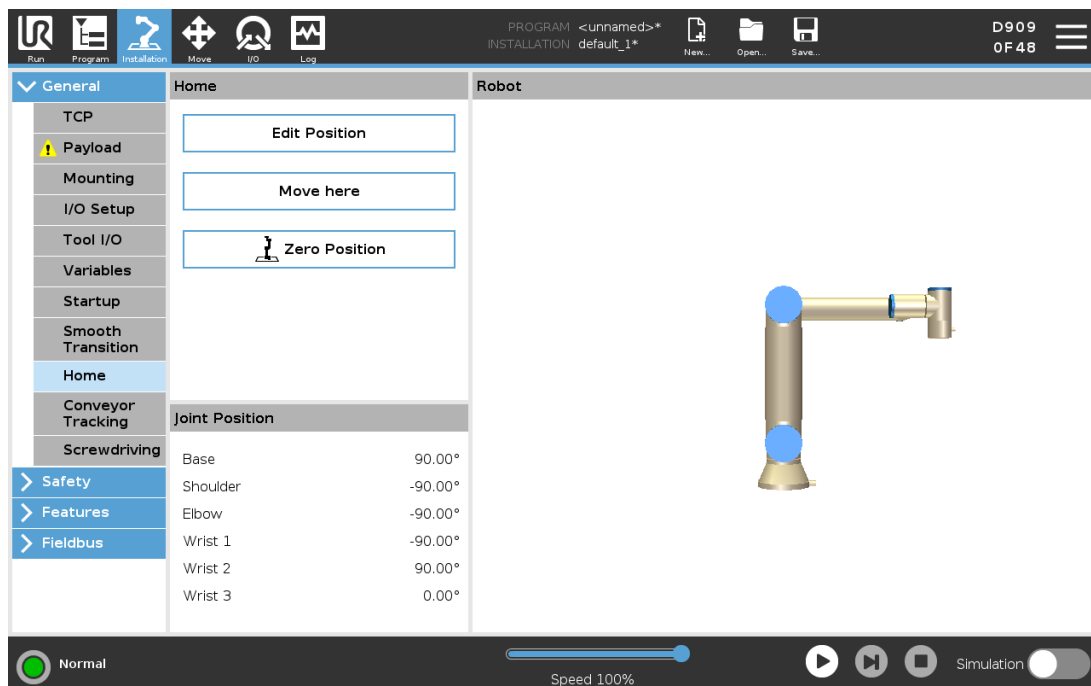 UR
Run
Program
Installation
Move
I/O
Log
PROGRAM <unnamed>*
INSTALLATION default_1*
New...
Open...
Save...
D909
0F48
General
TCP
Payload
Mounting
I/O Setup
Tool I/O
Variables
Startup
Smooth
Transition
Home
Conveyor
Tracking
Screwdriving
Safety
Features
Fieldbus
Home
Edit Position
Move here
Zero Position
Joint Position
Base 90.00°
Shoulder -90.00°
Elbow -90.00°
Wrist 1 -90.00°
Wrist 2 90.00°
Wrist 3 0.00°
Robot
Normal
Speed 100%
Simulation